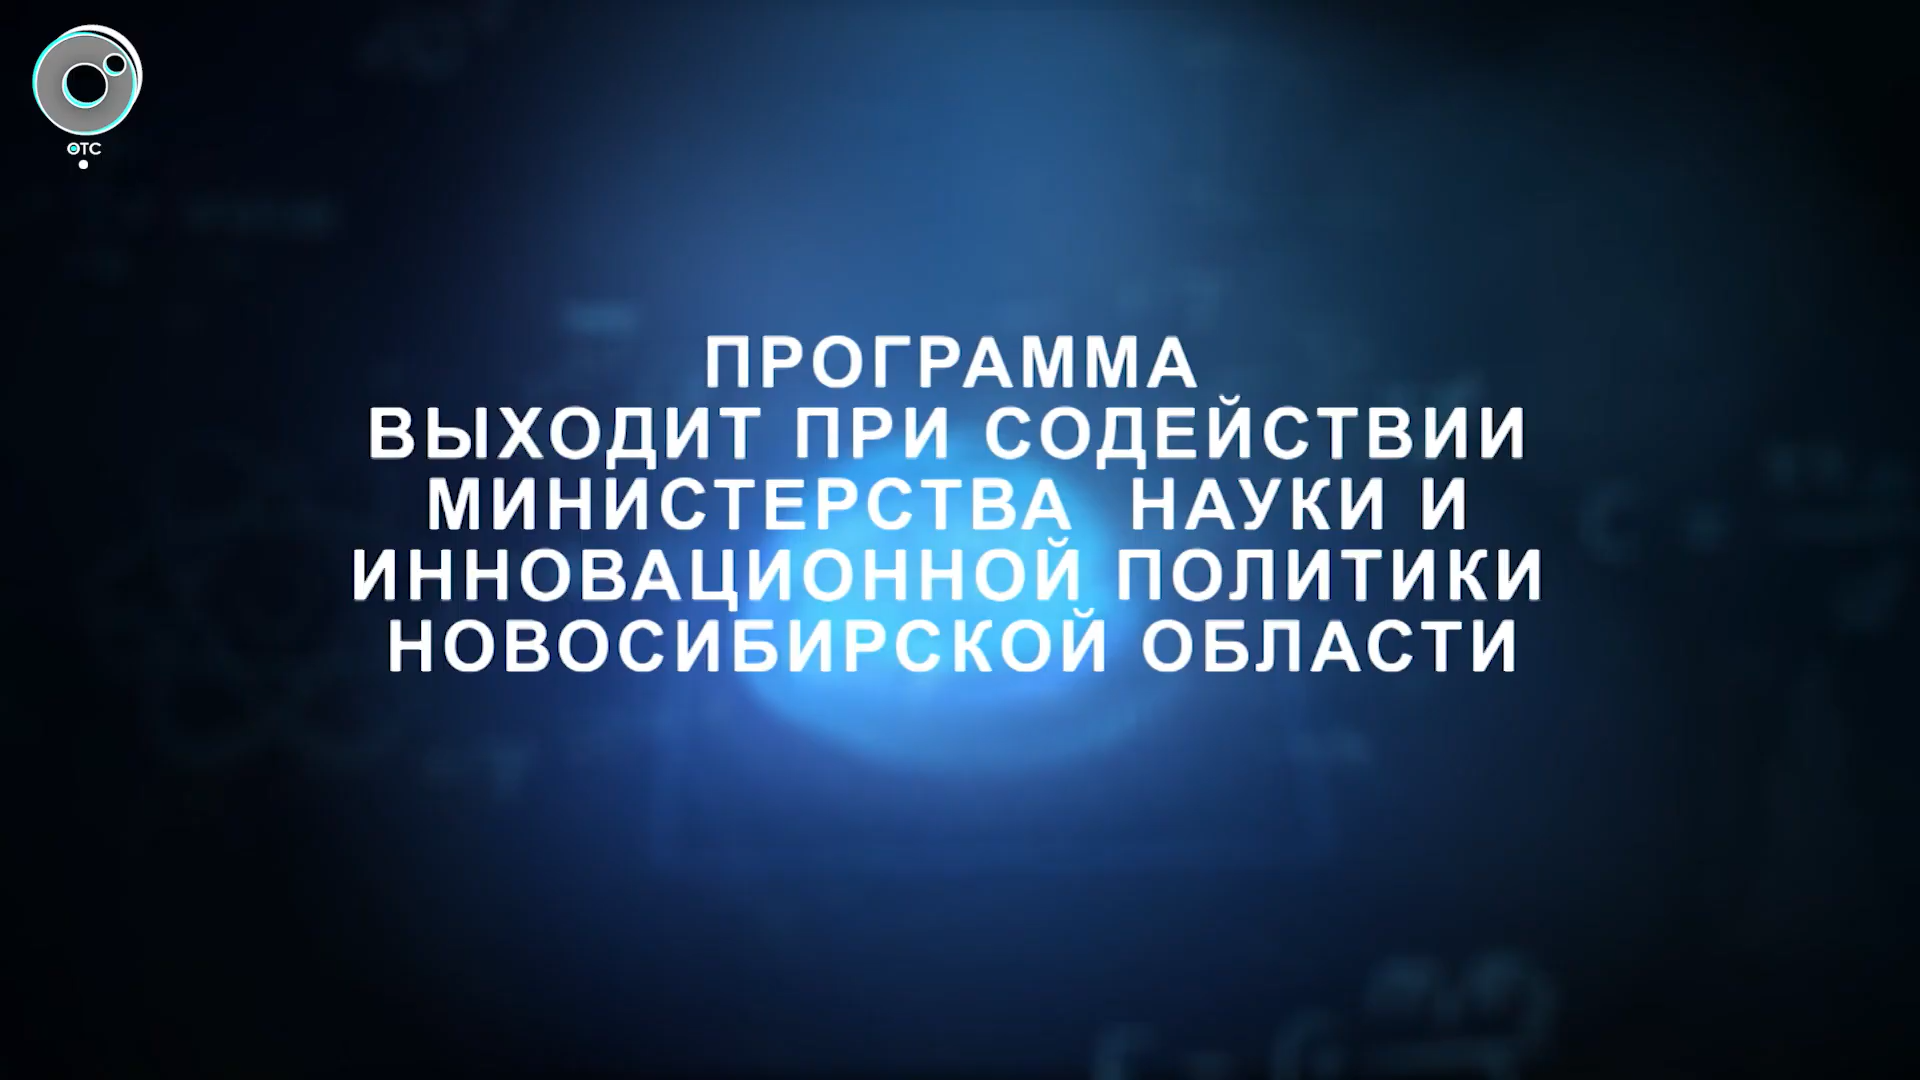 ОТС
ПРОГРАММА
ВЫХОДИТ ПРИ СОДЕЙСТВИИ
МИНИСТЕРСТВА  НАУКИ И
ИННОВАЦИОННОЙ ПОЛИТИКИ
НОВОСИБИРСКОЙ ОБЛАСТИ